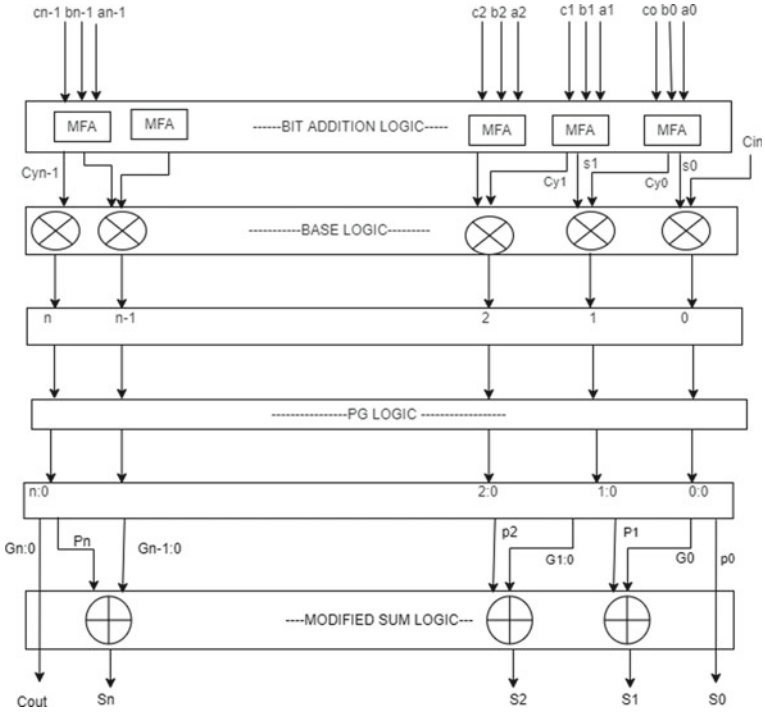 cn-1 bn-1 an-1
c2 b2 a2
c1 b1 a1
co b0 a0
MFA
MFA
------BIT ADDITION LOGIC-----
MFA
MFA
MFA
Cin
Cyn-1
Cy1
s1
Cy0
s0
-----------BASE LOGIC---------
n
n-1
2
1
0
----------------PG LOGIC ------------------
n:0
2:0
1:0
0:0
Gn:0
Pn
Gn-1:0
p2
G1:0
P1
G0
p0
----MODIFIED SUM LOGIC---
Cout
Sn
S2
S1
S0